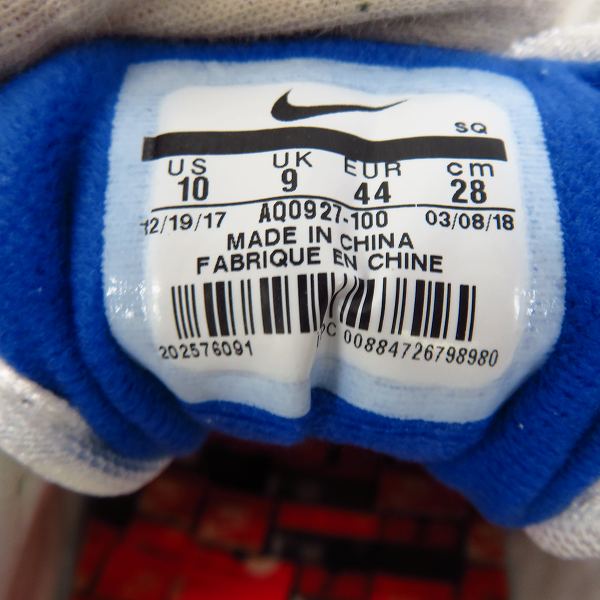 SQ
US UK EUR cm
10 9 44 28
12/19/17 AQ0927-100 03/08/18
MADE IN CHINA
FABRIQUE EN CHINE
202576091 UPC 00884726798980